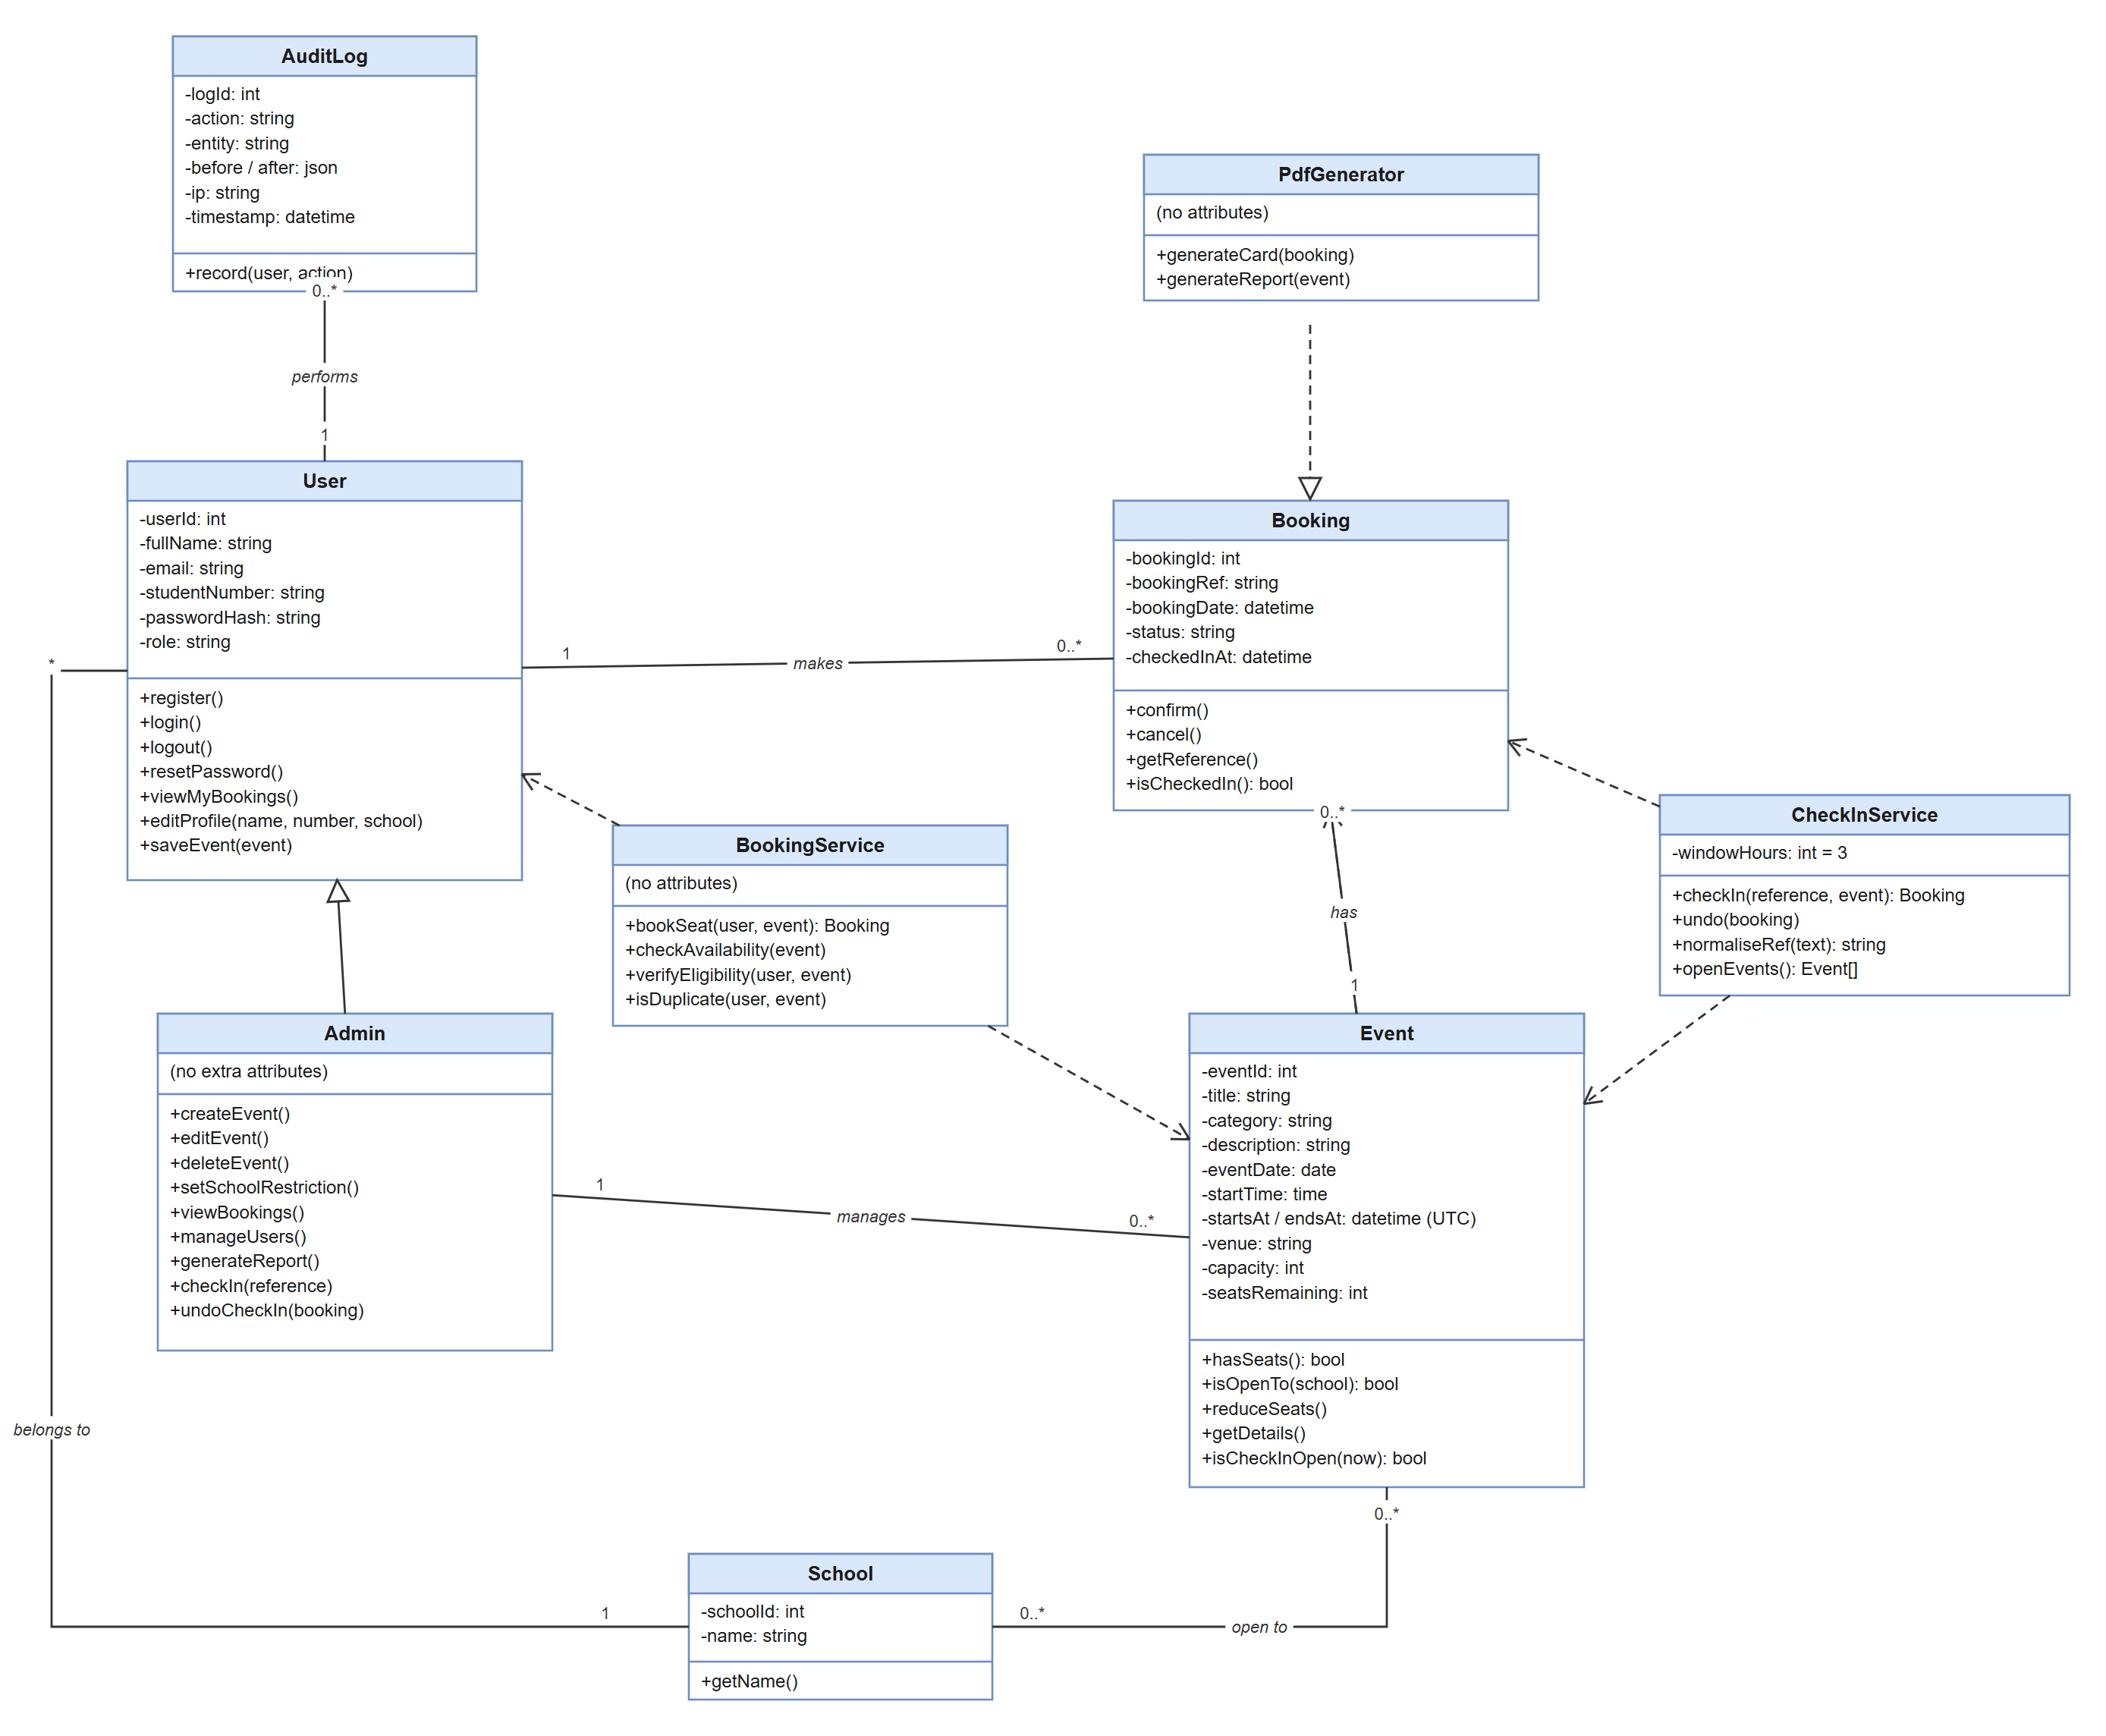 AuditLog
-logId: int
-action: string
-entity: string
-before / after: json
-ip: string
-timestamp: datetime
+record(user, action)
0..*
performs
1
PdfGenerator
(no attributes)
+generateCard(booking)
+generateReport(event)
User
-userId: int
-fullName: string
-email: string
-studentNumber: string
-passwordHash: string
-role: string
+register()
+login()
+logout()
+resetPassword()
+viewMyBookings()
+editProfile(name, number, school)
+saveEvent(event)
*
1
makes
0..*
Booking
-bookingId: int
-bookingRef: string
-bookingDate: datetime
-status: string
-checkedInAt: datetime
+confirm()
+cancel()
+getReference()
+isCheckedIn(): bool
0..*
has
1
BookingService
(no attributes)
+bookSeat(user, event): Booking
+checkAvailability(event)
+verifyEligibility(user, event)
+isDuplicate(user, event)
CheckInService
-windowHours: int = 3
+checkIn(reference, event): Booking
+undo(booking)
+normaliseRef(text): string
+openEvents(): Event[]
Admin
(no extra attributes)
+createEvent()
+editEvent()
+deleteEvent()
+setSchoolRestriction()
+viewBookings()
+manageUsers()
+generateReport()
+checkIn(reference)
+undoCheckIn(booking)
1
manages
0..*
Event
-eventId: int
-title: string
-category: string
-description: string
-eventDate: date
-startTime: time
-startsAt / endsAt: datetime (UTC)
-venue: string
-capacity: int
-seatsRemaining: int
+hasSeats(): bool
+isOpenTo(school): bool
+reduceSeats()
+getDetails()
+isCheckInOpen(now): bool
0..*
belongs to
1
School
-schoolId: int
-name: string
+getName()
0..*
open to